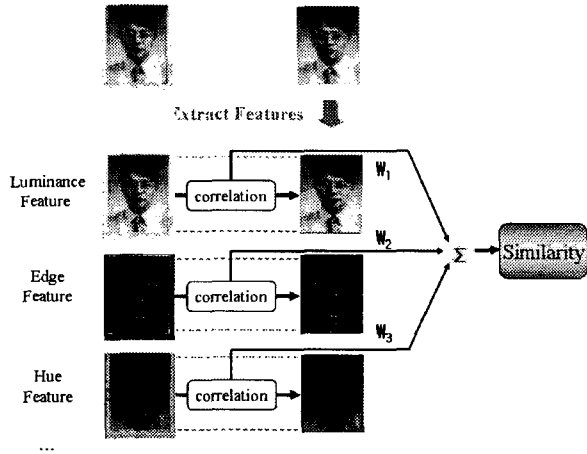 Extract Features
Luminance
Feature
correlation
W1
Edge
Feature
correlation
W2
Σ
Similarity
Hue
Feature
correlation
W3
...